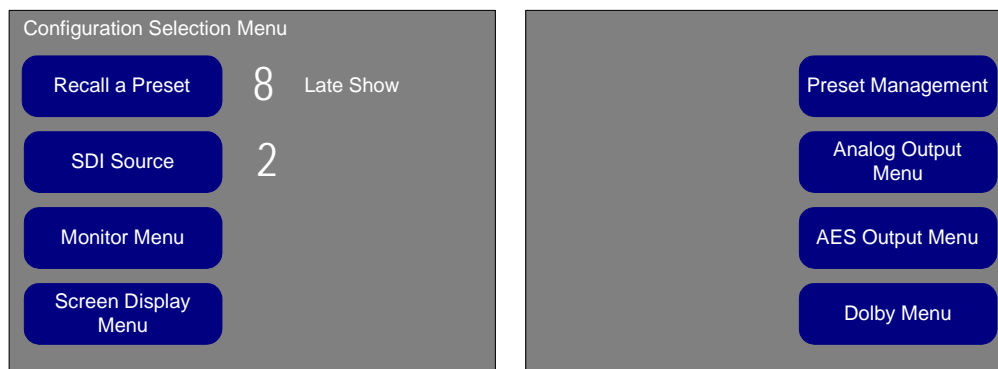 Configuration Selection Menu
Recall a Preset
8
Late Show
SDI Source
2
Monitor Menu
Screen Display
Menu
Preset Management
Analog Output
Menu
AES Output Menu
Dolby Menu